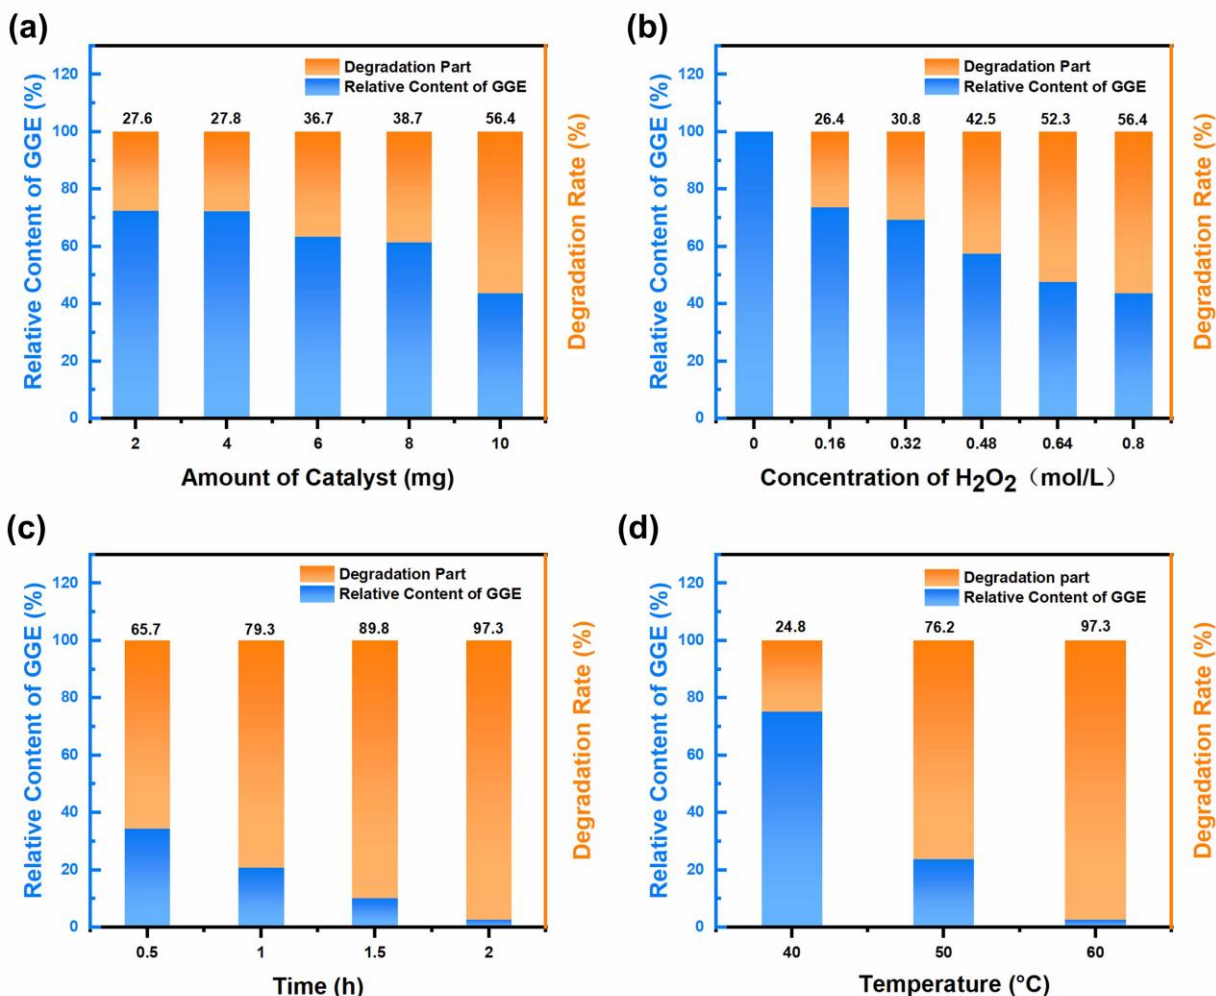 (a)
Degradation Part
Relative Content of GGE
27.6 27.8 36.7 38.7 56.4
120
100
80
60
40
20
0
2 4 6 8 10
Relative Content of GGE (%)
Degradation Rate (%)
Amount of Catalyst (mg)
(b)
Degradation Part
Relative Content of GGE
26.4 30.8 42.5 52.3 56.4
120
100
80
60
40
20
0
0 0.16 0.32 0.48 0.64 0.8
Relative Content of GGE (%)
Degradation Rate (%)
Concentration of H₂O₂（mol/L）
(c)
Degradation Part
Relative Content of GGE
65.7 79.3 89.8 97.3
120
100
80
60
40
20
0
0.5 1 1.5 2
Relative Content of GGE (%)
Degradation Rate (%)
Time (h)
(d)
Degradation part
Relative Content of GGE
24.8 76.2 97.3
120
100
80
60
40
20
0
40 50 60
Relative Content of GGE (%)
Degradation Rate (%)
Temperature (°C)